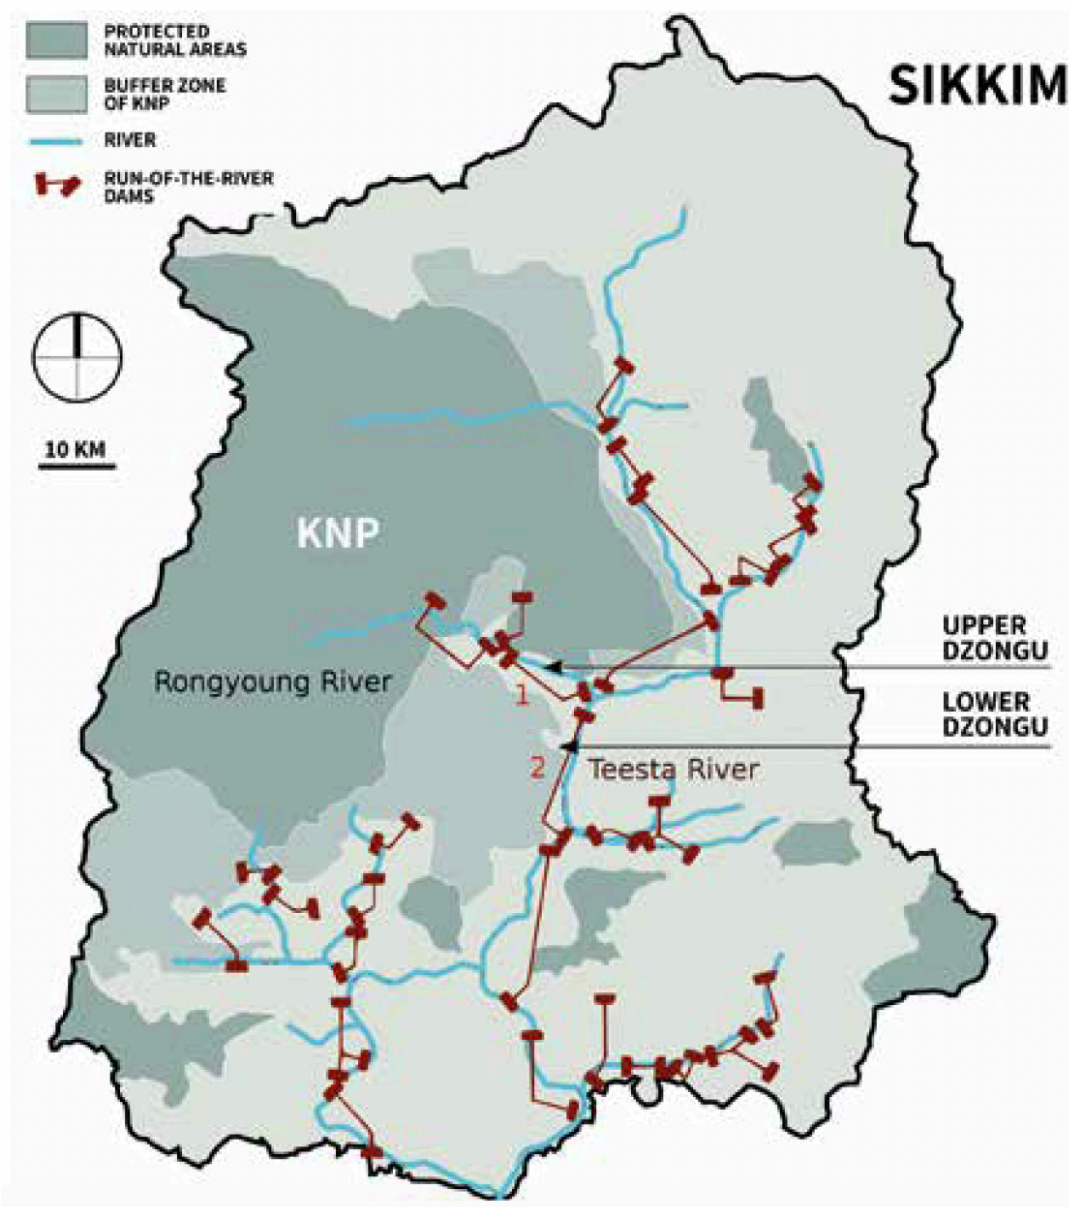 PROTECTED
NATURAL AREAS
BUFFER ZONE
OF KNP
RIVER
RUN-OF-THE-RIVER
DAMS
SIKKIM
10 KM
KNP
UPPER
DZONGU
Rongyoung River
1
LOWER
DZONGU
2
Teesta River